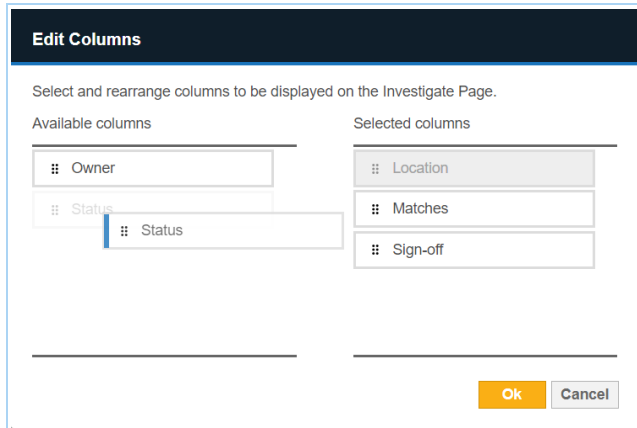 Edit Columns
Select and rearrange columns to be displayed on the Investigate Page.
Available columns
Selected columns
Owner
Status
Status
Location
Matches
Sign-off
Ok
Cancel